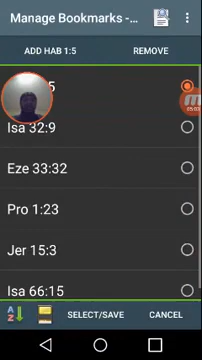 Manage Bookmarks -...
ADD HAB 1:5
REMOVE
Isa 32:9
Eze 33:32
Pro 1:23
Jer 15:3
Isa 66:15
A
Z
SELECT/SAVE
CANCEL